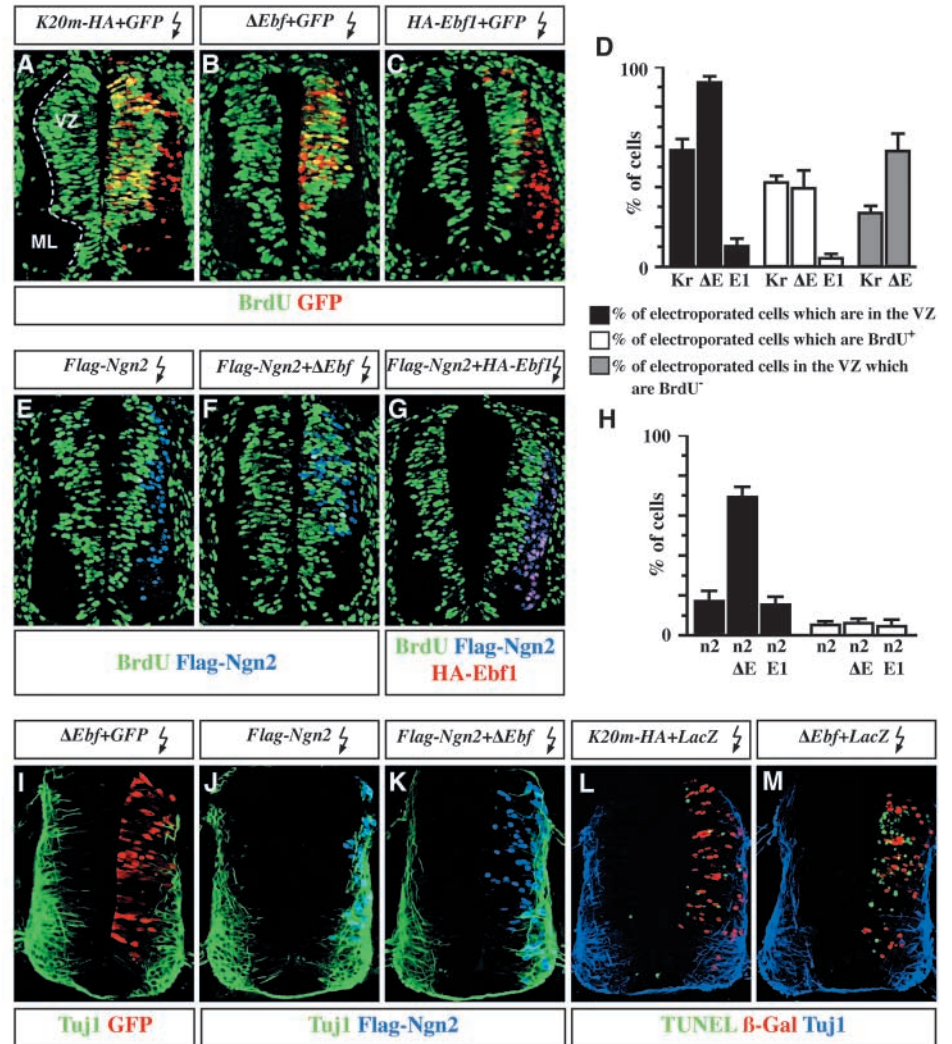 K20m-HA+GFP
ΔEbf+GFP
HA-Ebf1+GFP
A
VZ
ML
B
C
BrdU GFP
D
100
% of cells
0
Kr ΔE E1 Kr ΔE E1 Kr ΔE
% of electroporated cells which are in the VZ
% of electroporated cells which are BrdU+
% of electroporated cells in the VZ which
are BrdU-
Flag-Ngn2
Flag-Ngn2+ΔEbf
Flag-Ngn2+HA-Ebf1
E
F
G
BrdU Flag-Ngn2
BrdU Flag-Ngn2
HA-Ebf1
H
100
% of cells
0
n2 n2 n2 n2 n2 n2
ΔE E1 ΔE E1
ΔEbf+GFP
Flag-Ngn2
Flag-Ngn2+ΔEbf
K20m-HA+LacZ
ΔEbf+LacZ
I
J
K
L
M
Tuj1 GFP
Tuj1 Flag-Ngn2
TUNEL ß-Gal Tuj1